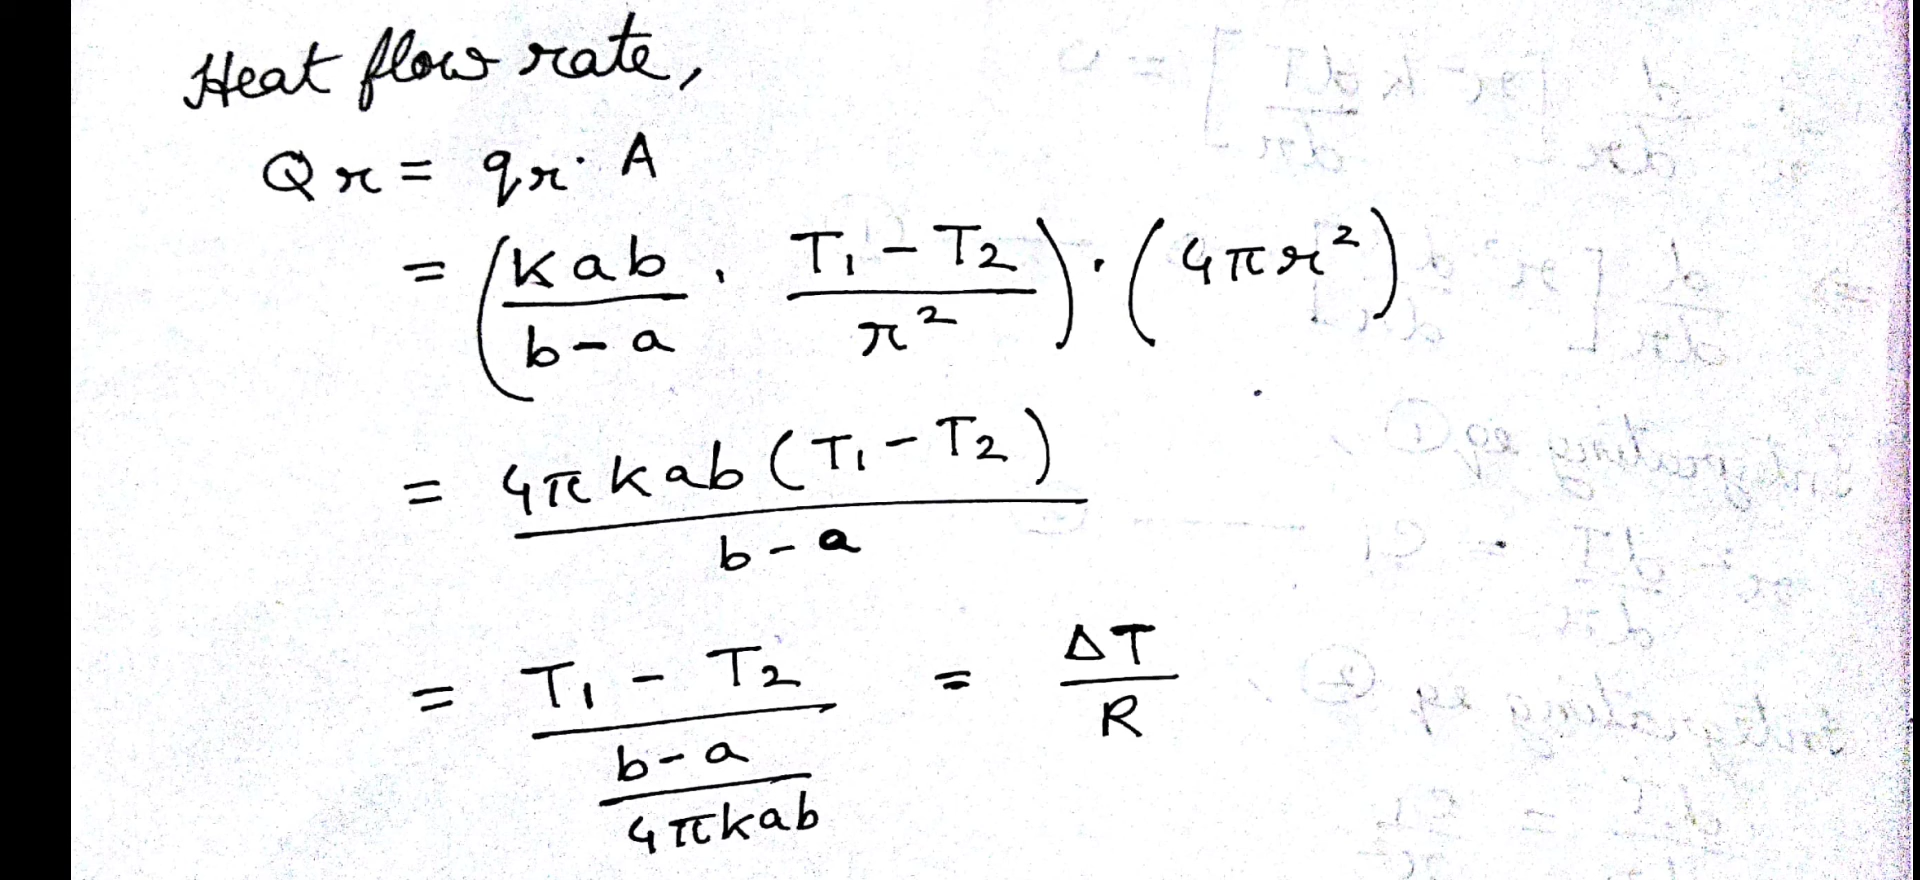 Heat flow rate,
Qr = qr · A
= (kab / b-a · T1 - T2 / r²) · (4πr²)
= 4πkab (T1 - T2) / b-a
= T1 - T2 / (b-a / 4πkab) = ΔT / R